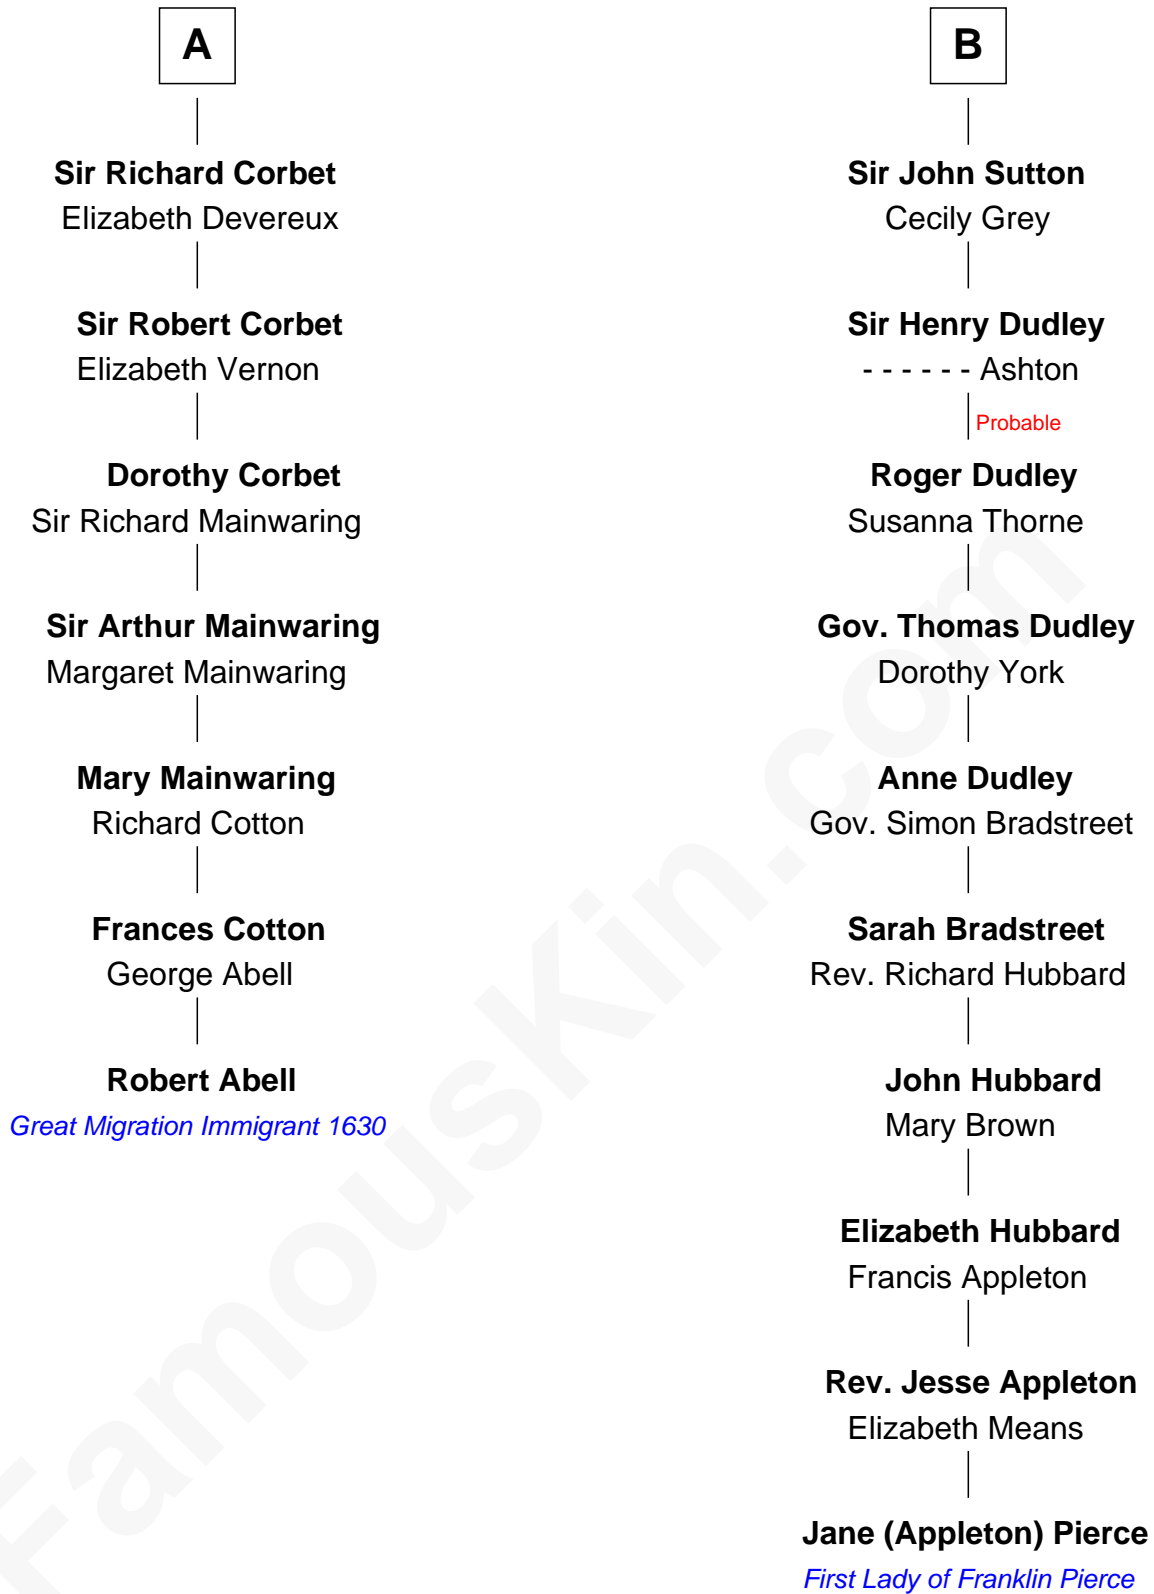 A
Sir Richard Corbet
Elizabeth Devereux
Sir Robert Corbet
Elizabeth Vernon
Dorothy Corbet
Sir Richard Mainwaring
Sir Arthur Mainwaring
Margaret Mainwaring
Mary Mainwaring
Richard Cotton
Frances Cotton
George Abell
Robert Abell
Great Migration Immigrant 1630
B
Sir John Sutton
Cecily Grey
Sir Henry Dudley
- - - - - - Ashton
Probable
Roger Dudley
Susanna Thorne
Gov. Thomas Dudley
Dorothy York
Anne Dudley
Gov. Simon Bradstreet
Sarah Bradstreet
Rev. Richard Hubbard
John Hubbard
Mary Brown
Elizabeth Hubbard
Francis Appleton
Rev. Jesse Appleton
Elizabeth Means
Jane (Appleton) Pierce
First Lady of Franklin Pierce
FamousKin.com